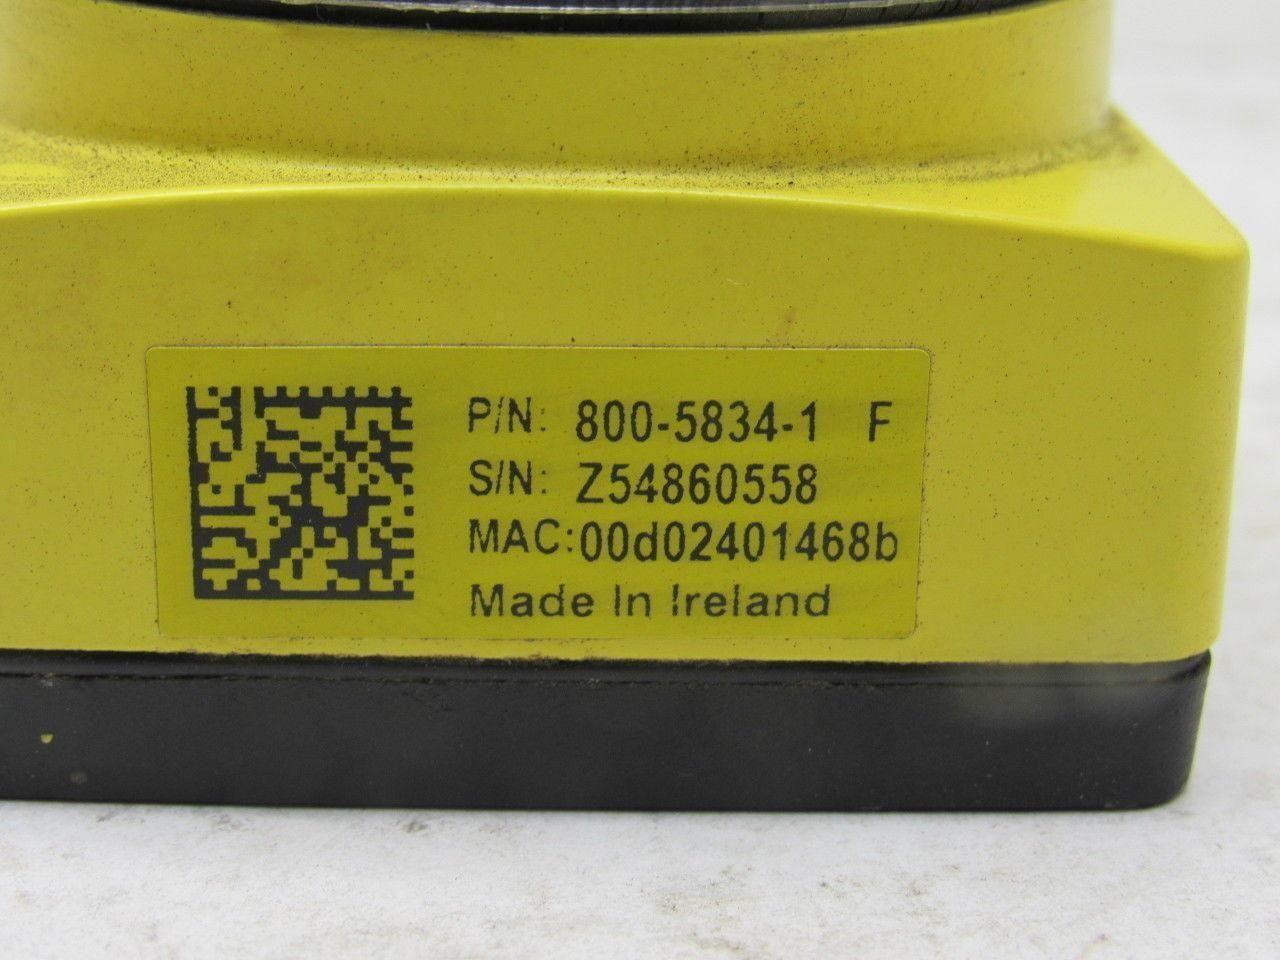 P/N: 800-5834-1 F
S/N: Z54860558
MAC:00d02401468b
Made In Ireland